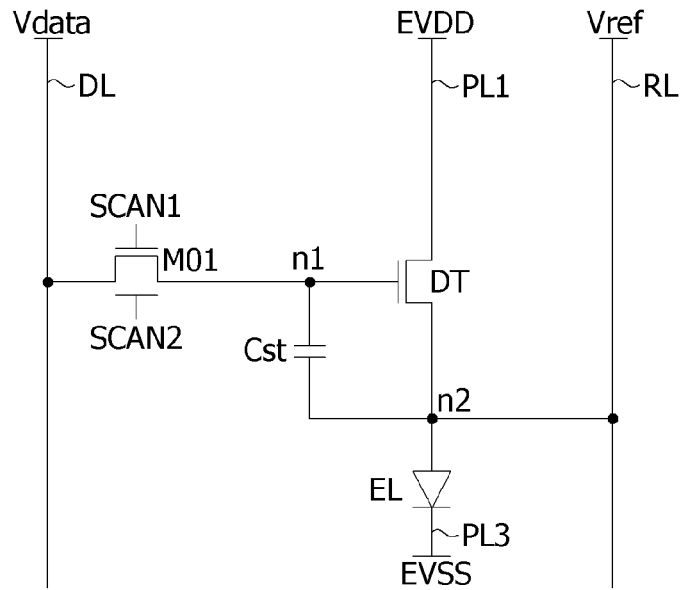 Vdata
EVDD
Vref
DL
PL1
RL
SCAN1
M01
n1
DT
SCAN2
Cst
n2
EL
PL3
EVSS